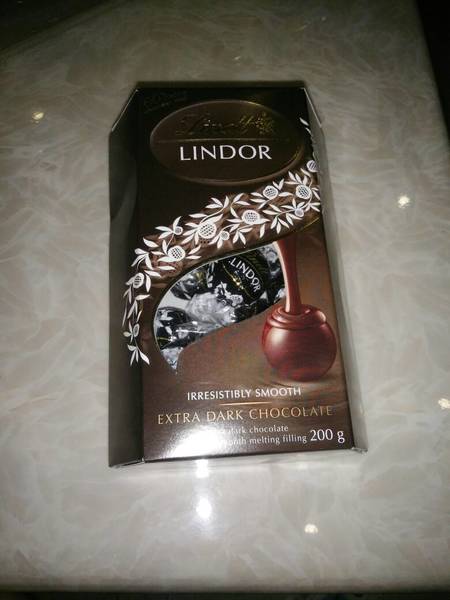 Lindt
LINDOR
LINDOR
IRRESISTIBLY SMOOTH
EXTRA DARK CHOCOLATE
dark chocolate
melting filling 200 g